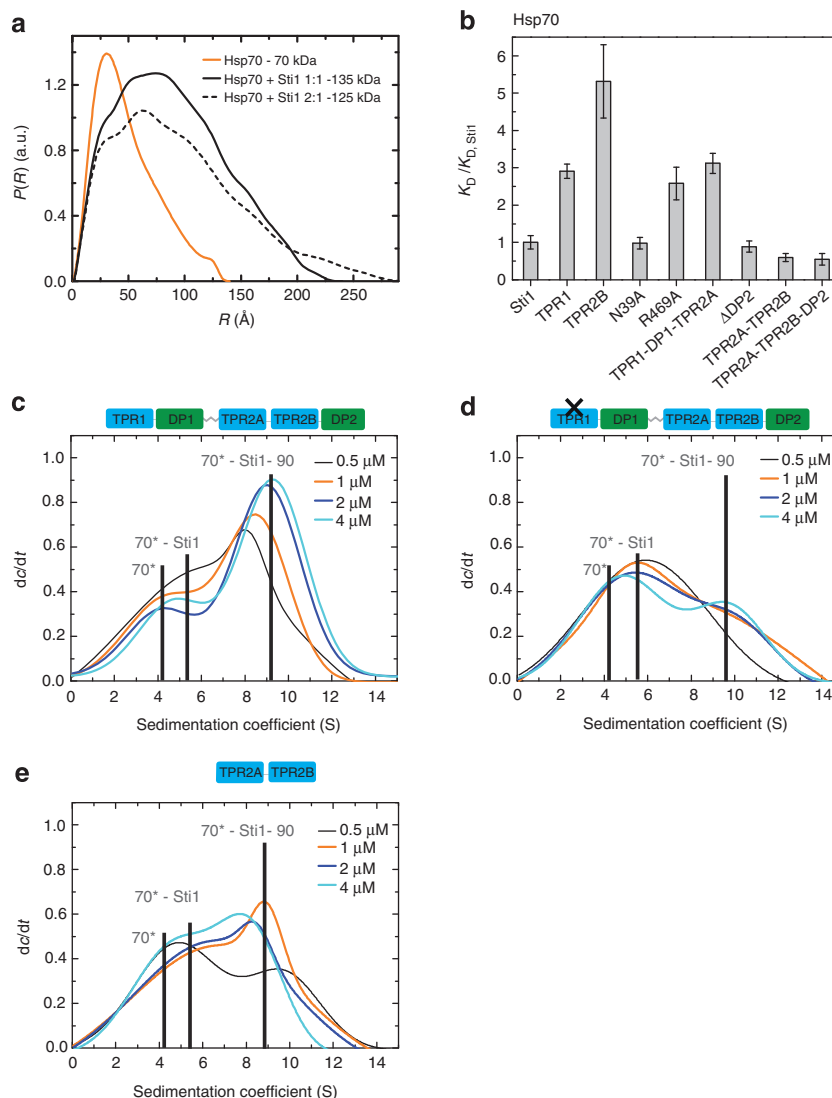 a
P(R) (a.u.)
1.2
0.8
0.4
0.0
0
50
100
150
200
250
R (Å)
Hsp70 - 70 kDa
Hsp70 + Sti1 1:1 -135 kDa
Hsp70 + Sti1 2:1 -125 kDa
b
Hsp70
K_D /K_D, Sti1
6
5
4
3
2
1
0
Sti1
TPR1
TPR2B
N39A
R469A
TPR1-DP1-TPR2A
ΔDP2
TPR2A-TPR2B
TPR2A-TPR2B-DP2
c
TPR1 DP1 TPR2A TPR2B DP2
70* - Sti1- 90
70* - Sti1
70*
0.5 µM
1 µM
2 µM
4 µM
dc/dt
1.0
0.8
0.6
0.4
0.2
0.0
0 2 4 6 8 10 12 14
Sedimentation coefficient (S)
d
TPR1 DP1 TPR2A TPR2B DP2
70* - Sti1- 90
70* - Sti1
70*
0.5 µM
1 µM
2 µM
4 µM
dc/dt
1.0
0.8
0.6
0.4
0.2
0.0
0 2 4 6 8 10 12 14
Sedimentation coefficient (S)
e
TPR2A TPR2B
70* - Sti1- 90
70* - Sti1
70*
0.5 µM
1 µM
2 µM
4 µM
dc/dt
1.0
0.8
0.6
0.4
0.2
0.0
0 2 4 6 8 10 12 14
Sedimentation coefficient (S)